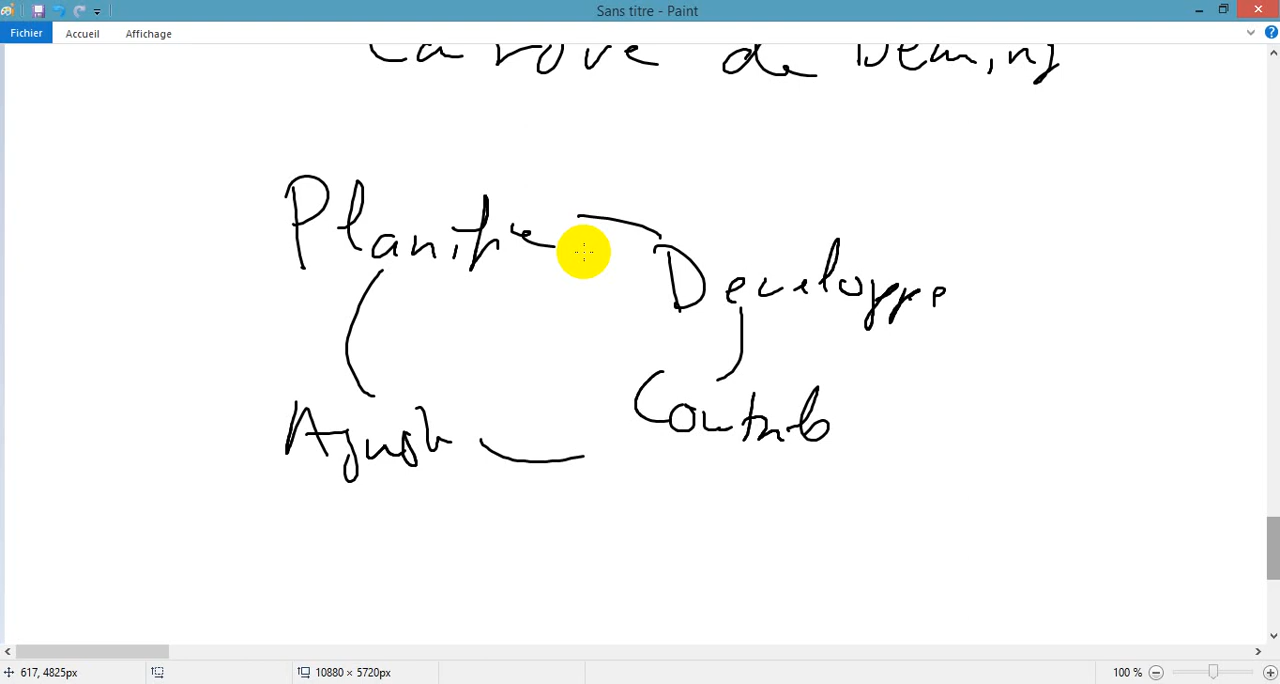 Sans titre - Paint
Fichier Accueil Affichage
La roue de Deming
Planifie
Developpe
Contrôle
Ajuste
617, 4825px
10880 × 5720px
100 %